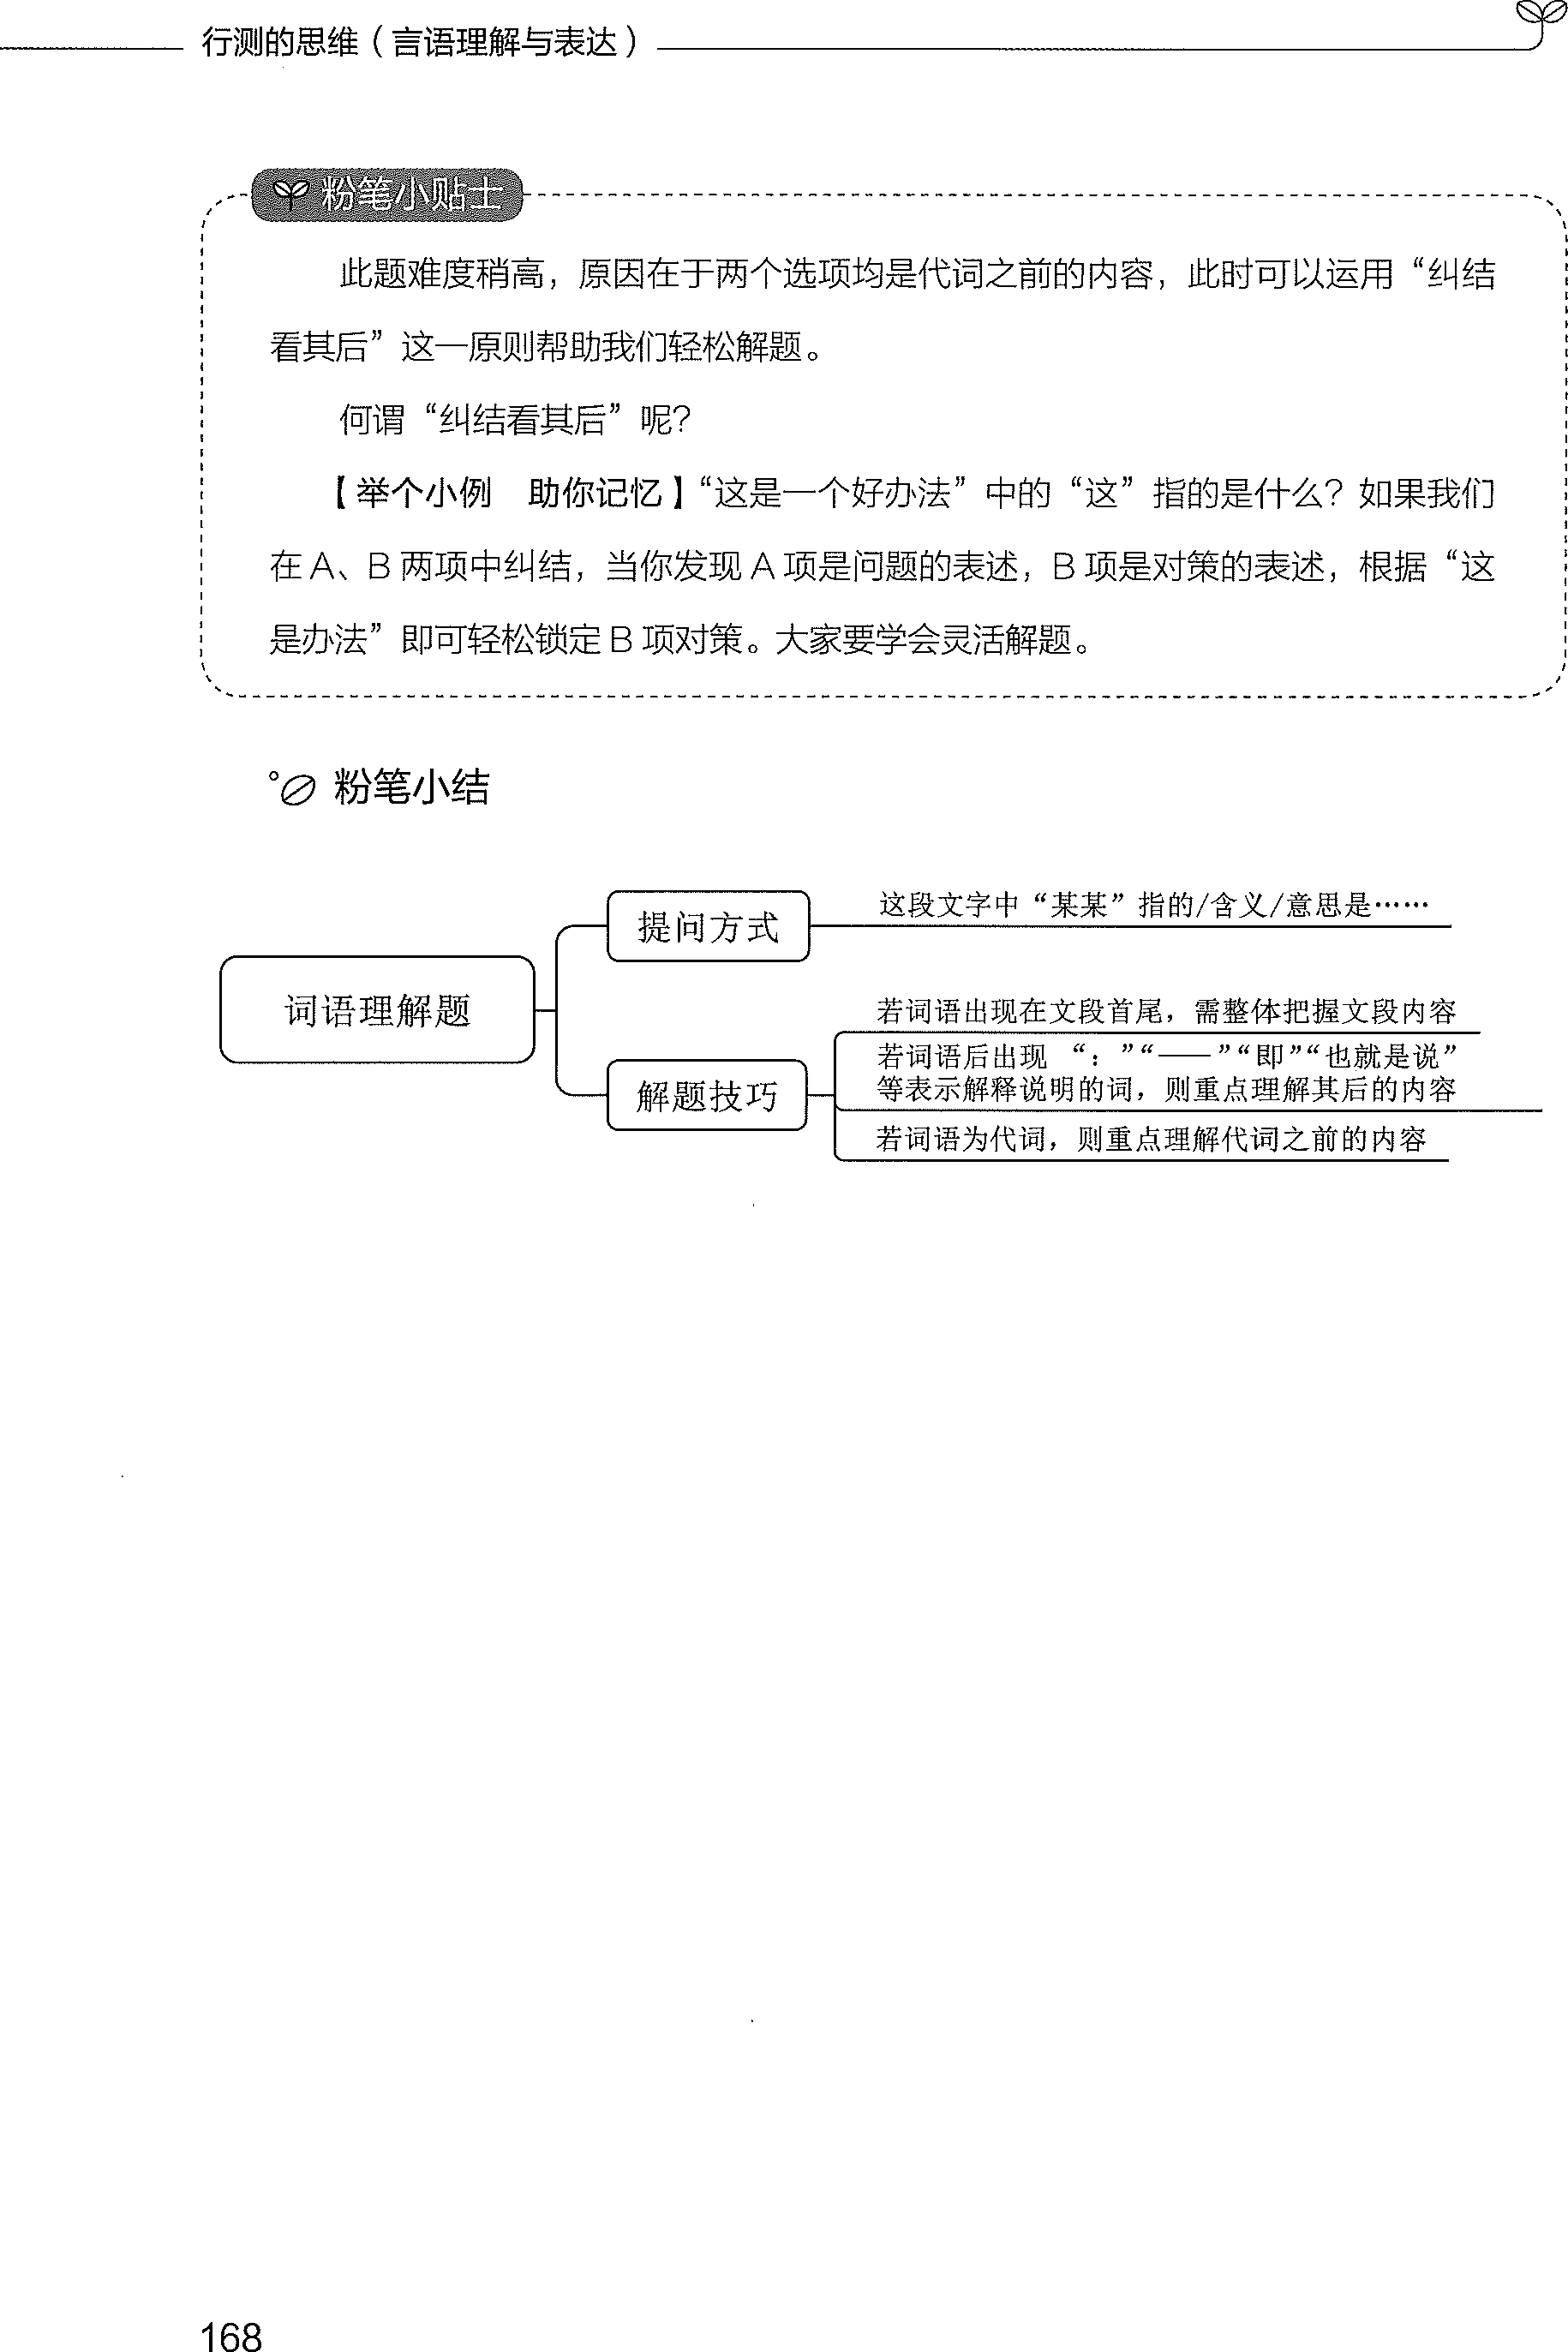 行测的思维（言语理解与表达）
粉笔小贴士
此题难度稍高，原因在于两个选项均是代词之前的内容，此时可以运用“纠结
看其后”这一原则帮助我们轻松解题。
何谓“纠结看其后”呢？
【举个小例　助你记忆】“这是一个好办法”中的“这”指的是什么？如果我们
在A、B两项中纠结，当你发现A项是问题的表述，B项是对策的表述，根据“这
是办法”即可轻松锁定B项对策。大家要学会灵活解题。
粉笔小结
词语理解题
提问方式
这段文字中“某某”指的/含义/意思是……
解题技巧
若词语出现在文段首尾，需整体把握文段内容
若词语后出现 “：”“——”“即”“也就是说”
等表示解释说明的词，则重点理解其后的内容
若词语为代词，则重点理解代词之前的内容
168